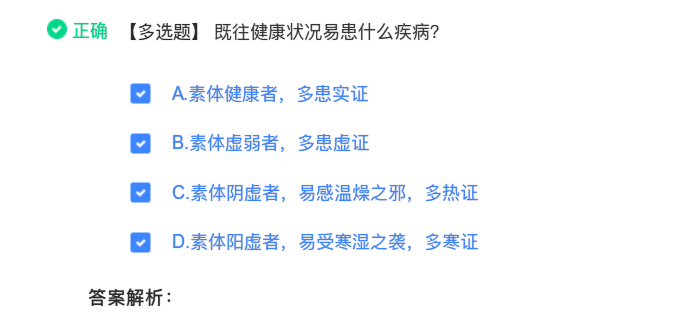 正确 【多选题】 既往健康状况易患什么疾病?
A.素体健康者，多患实证
B.素体虚弱者，多患虚证
C.素体阴虚者，易感温燥之邪，多热证
D.素体阳虚者，易受寒湿之袭，多寒证
答案解析：